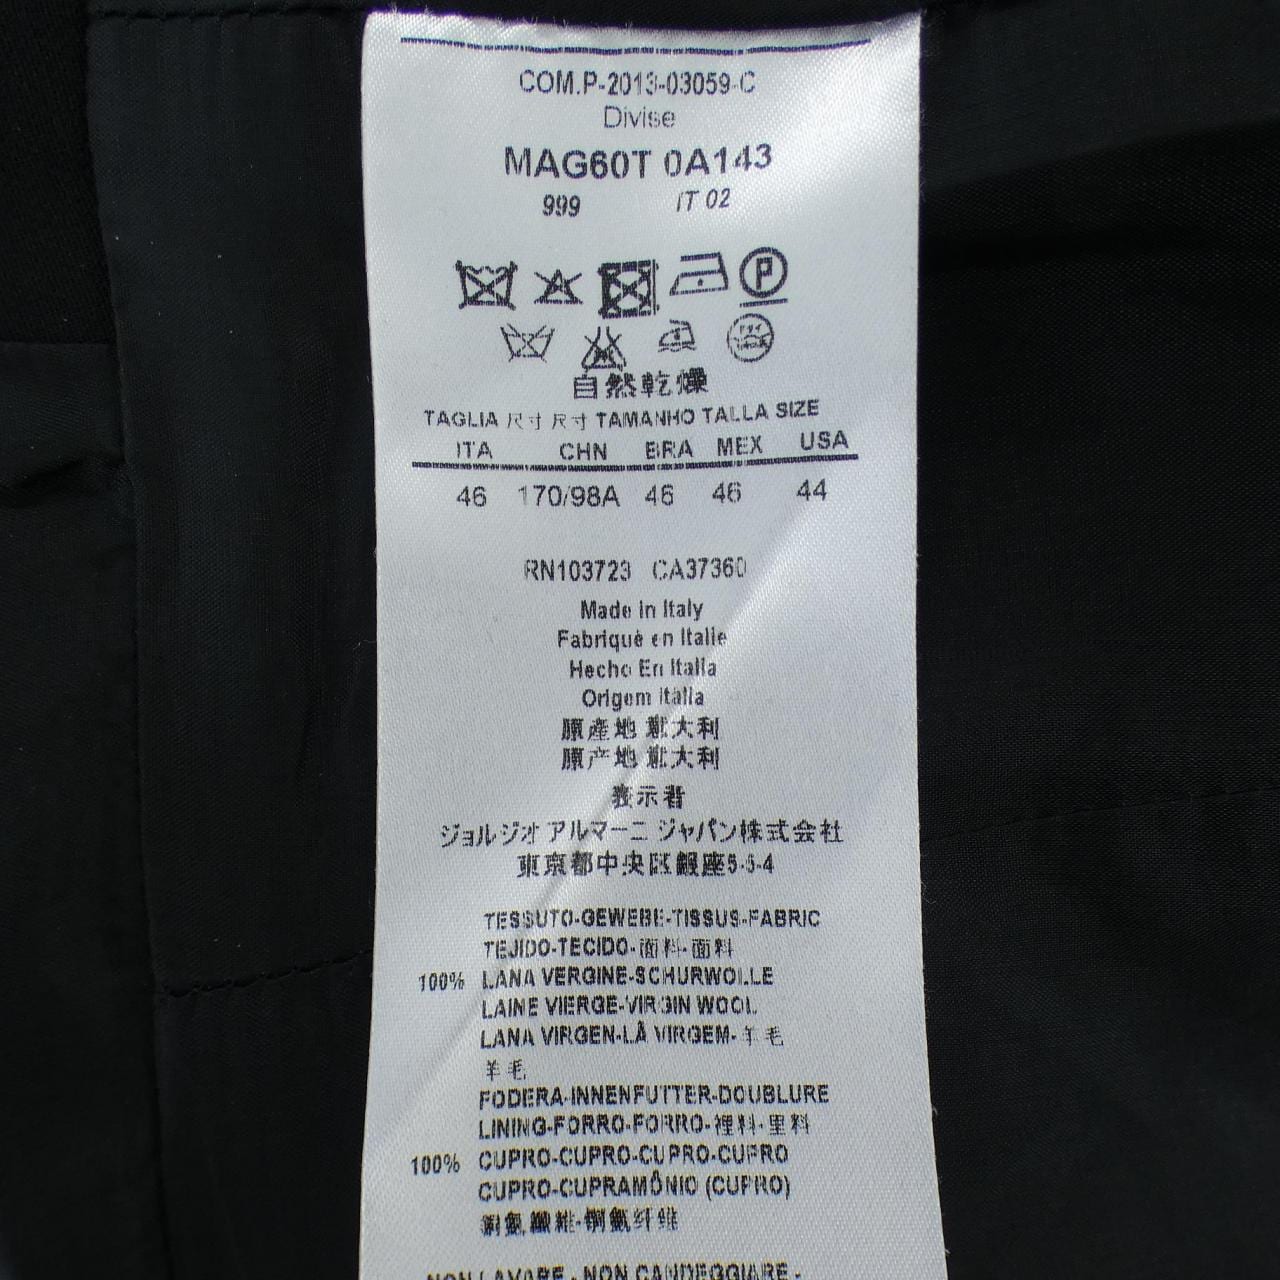 COM.P-2013-03059-C
Divise
MAG60T 0A143
999 IT 02
P
自然乾燥
TAGLIA 尺寸 尺寸 TAMANHO TALLA SIZE
ITA CHN BRA MEX USA
46 170/98A 46 46 44
RN103723 CA37360
Made in Italy
Fabriqué en Italie
Hecho En Italia
Origem Itália
原產地 意大利
原产地 意大利
表示者
ジョルジオ アルマーニ ジャパン株式会社
東京都中央区銀座5-5-4
TESSUTO-GEWEBE-TISSUS-FABRIC
TEJIDO-TECIDO-面料-面料
100% LANA VERGINE-SCHURWOLLE
LAINE VIERGE-VIRGIN WOOL
LANA VIRGEN-LÃ VIRGEM-羊毛
羊毛
FODERA-INNENFUTTER-DOUBLURE
LINING-FORRO-FORRO-裡料-里料
100% CUPRO-CUPRO-CUPRO-CUPRO
CUPRO-CUPRAMÔNIO (CUPRO)
銅氨纖維-铜氨纤维
NON LAVARE - NON CANDEGGIARE -